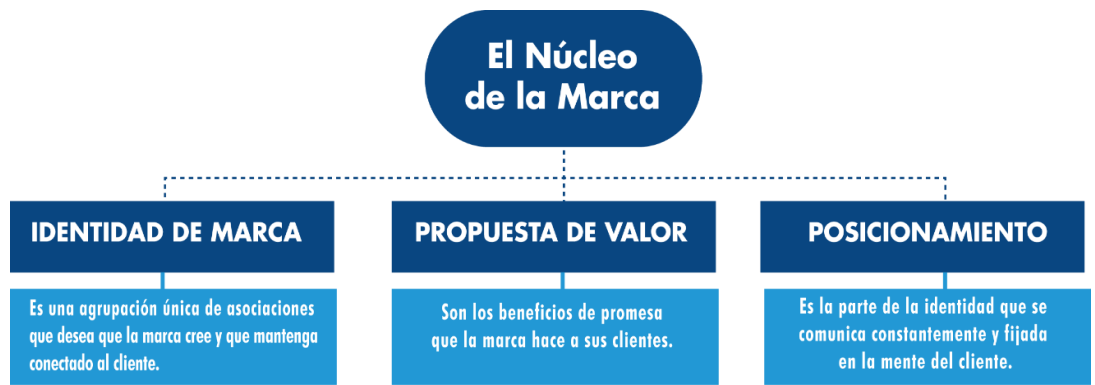 El Núcleo
de la Marca
IDENTIDAD DE MARCA
Es una agrupación única de asociaciones
que desea que la marca cree y que mantenga
conectado al cliente.
PROPUESTA DE VALOR
Son los beneficios de promesa
que la marca hace a sus clientes.
POSICIONAMIENTO
Es la parte de la identidad que se
comunica constantemente y fijada
en la mente del cliente.